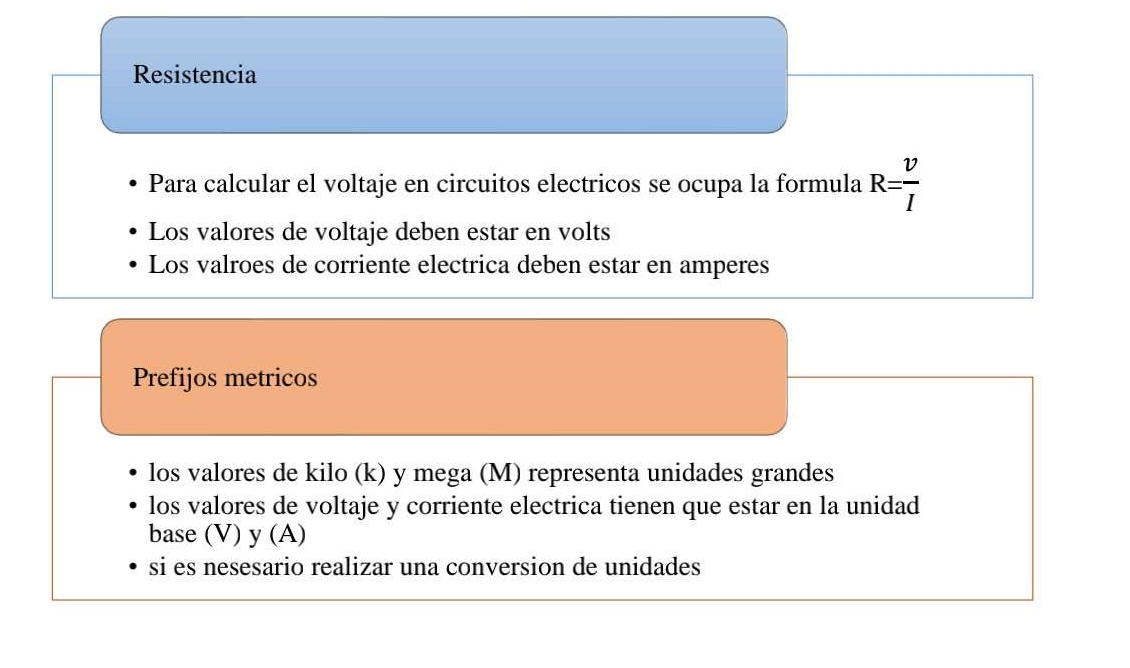 Resistencia
• Para calcular el voltaje en circuitos electricos se ocupa la formula R=v/I
• Los valores de voltaje deben estar en volts
• Los valroes de corriente electrica deben estar en amperes
Prefijos metricos
• los valores de kilo (k) y mega (M) representa unidades grandes
• los valores de voltaje y corriente electrica tienen que estar en la unidad
base (V) y (A)
• si es nesesario realizar una conversion de unidades